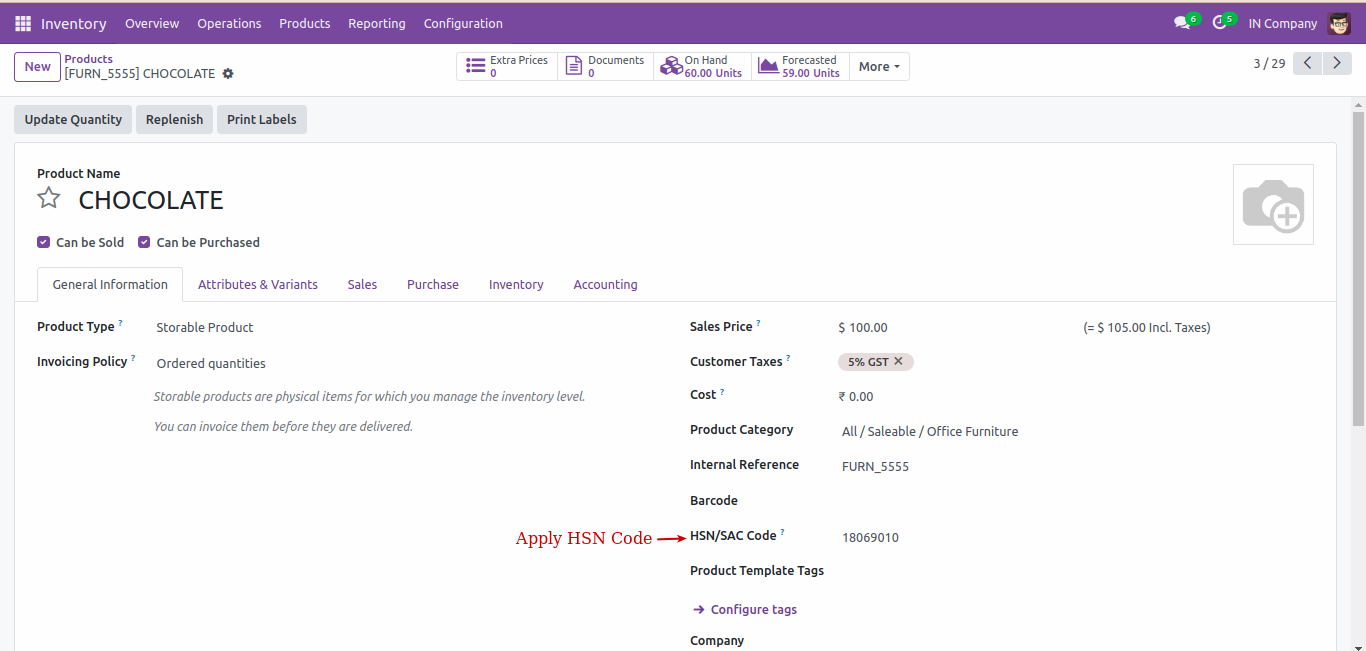 Inventory Overview Operations Products Reporting Configuration 6 5 IN Company
New Products
[FURN_5555] CHOCOLATE
Extra Prices
0
Documents
0
On Hand
60.00 Units
Forecasted
59.00 Units
More
3 / 29
Update Quantity Replenish Print Labels
Product Name
CHOCOLATE
Can be Sold Can be Purchased
General Information Attributes & Variants Sales Purchase Inventory Accounting
Product Type ? Storable Product
Invoicing Policy ? Ordered quantities
Storable products are physical items for which you manage the inventory level.
You can invoice them before they are delivered.
Sales Price ? $ 100.00 (= $ 105.00 Incl. Taxes)
Customer Taxes ? 5% GST ✕
Cost ? ₹ 0.00
Product Category All / Saleable / Office Furniture
Internal Reference FURN_5555
Barcode
Apply HSN Code HSN/SAC Code ? 18069010
Product Template Tags
→ Configure tags
Company